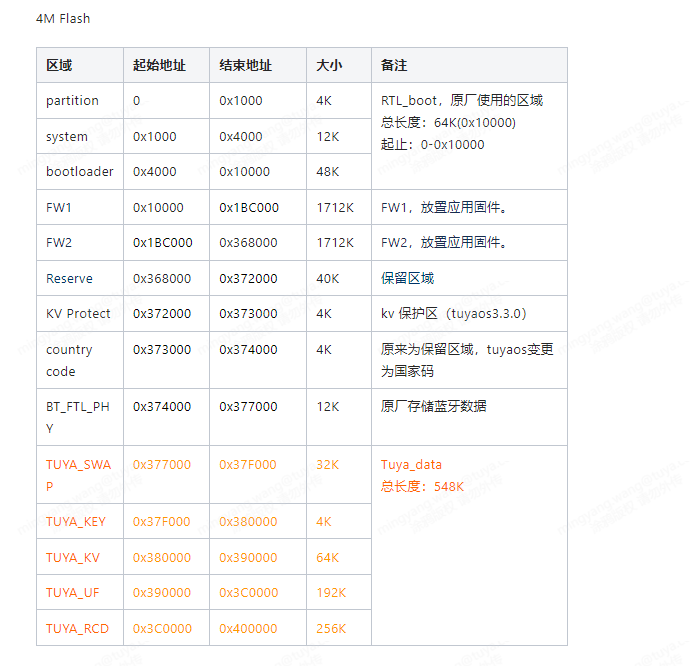 4M Flash
区域 起始地址 结束地址 大小 备注
partition 0 0x1000 4K RTL_boot，原厂使用的区域
总长度：64K(0x10000)
system 0x1000 0x4000 12K
起止：0-0x10000
bootloader 0x4000 0x10000 48K
FW1 0x10000 0x1BC000 1712K FW1，放置应用固件。
FW2 0x1BC000 0x368000 1712K FW2，放置应用固件。
Reserve 0x368000 0x372000 40K 保留区域
KV Protect 0x372000 0x373000 4K kv 保护区（tuyaos3.3.0）
country 0x373000 0x374000 4K 原来为保留区域，tuyaos变更
code 为国家码
BT_FTL_PH 0x374000 0x377000 12K 原厂存储蓝牙数据
Y
TUYA_SWA 0x377000 0x37F000 32K Tuya_data
P 总长度：548K
TUYA_KEY 0x37F000 0x380000 4K
TUYA_KV 0x380000 0x390000 64K
TUYA_UF 0x390000 0x3C0000 192K
TUYA_RCD 0x3C0000 0x400000 256K